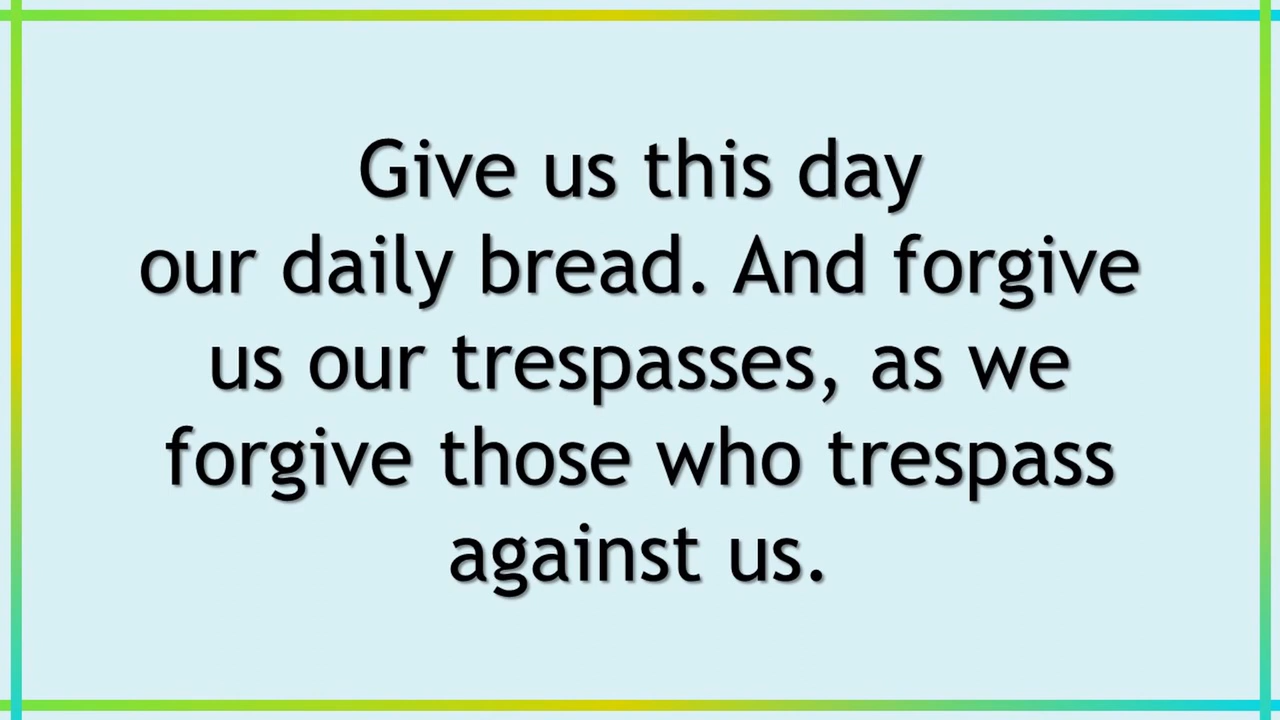 Give us this day
our daily bread. And forgive
us our trespasses, as we
forgive those who trespass
against us.